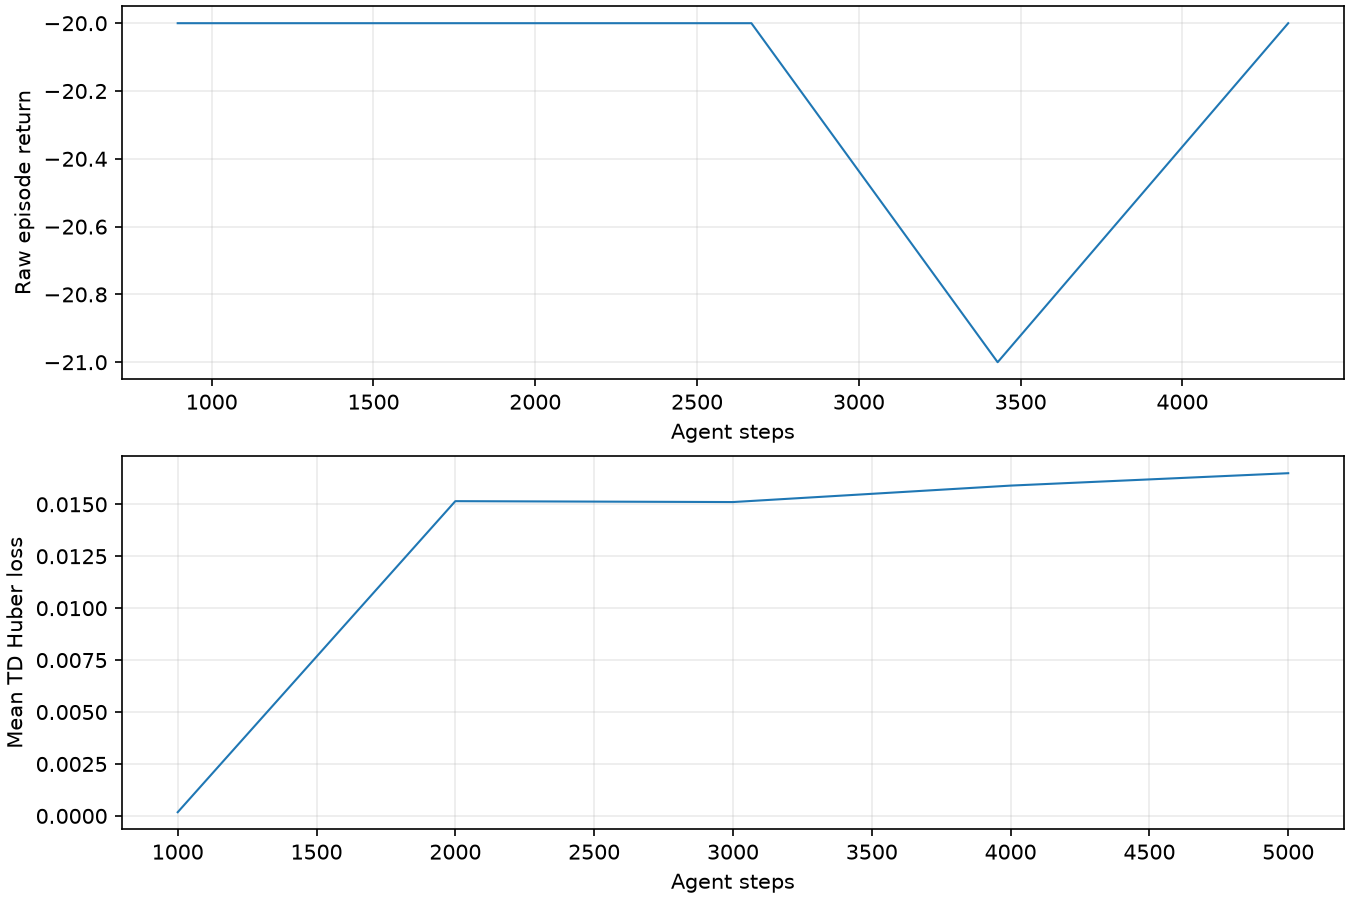 −20.0
−20.2
−20.4
−20.6
−20.8
−21.0
Raw episode return
1000 1500 2000 2500 3000 3500 4000
Agent steps
0.0150
0.0125
0.0100
0.0075
0.0050
0.0025
0.0000
Mean TD Huber loss
1000 1500 2000 2500 3000 3500 4000 4500 5000
Agent steps